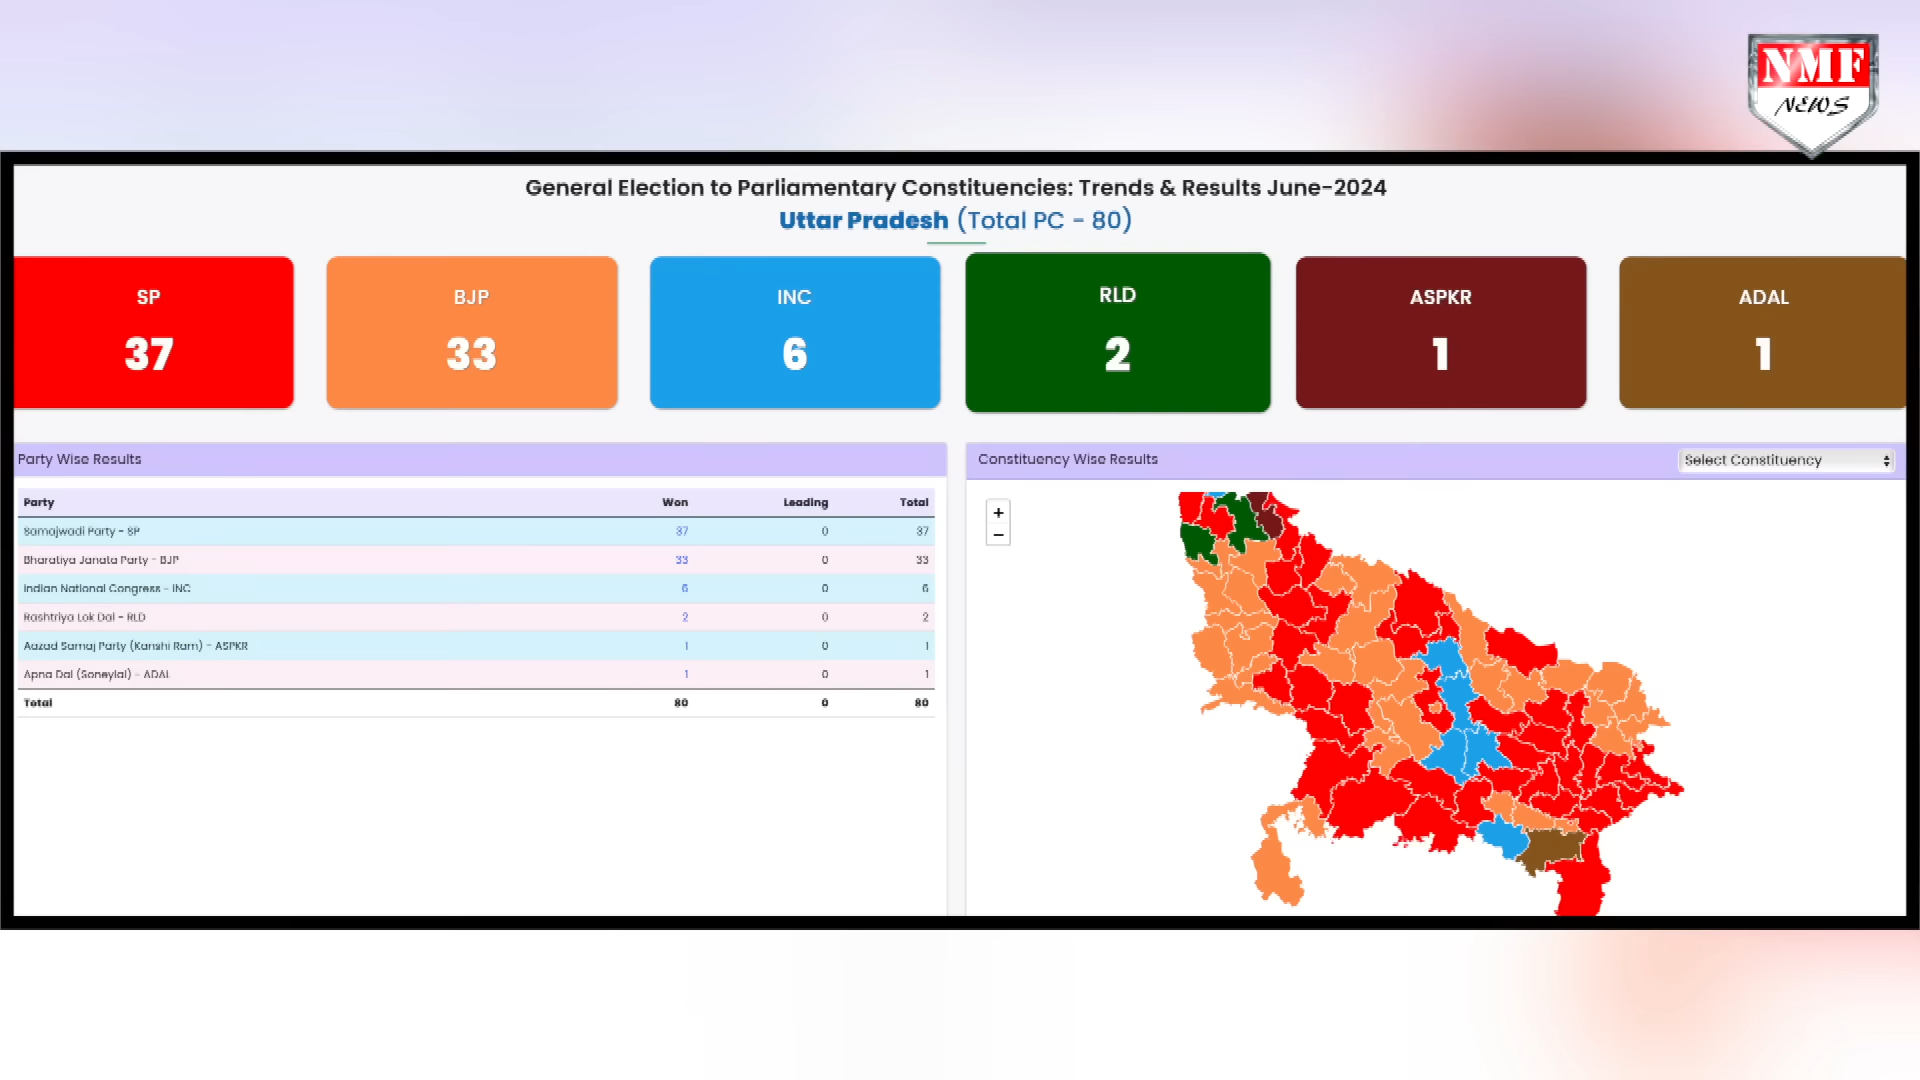 NMF
NEWS
General Election to Parliamentary Constituencies: Trends & Results June-2024
Uttar Pradesh (Total PC - 80)
SP
37
BJP
33
INC
6
RLD
2
ASPKR
1
ADAL
1
Party Wise Results
Party Won Leading Total
Samajwadi Party - SP 37 0 37
Bharatiya Janata Party - BJP 33 0 33
Indian National Congress - INC 6 0 6
Rashtriya Lok Dal - RLD 2 0 2
Aazad Samaj Party (Kanshi Ram) - ASPKR 1 0 1
Apna Dal (Soneylal) - ADAL 1 0 1
Total 80 0 80
Constituency Wise Results
Select Constituency
+
−